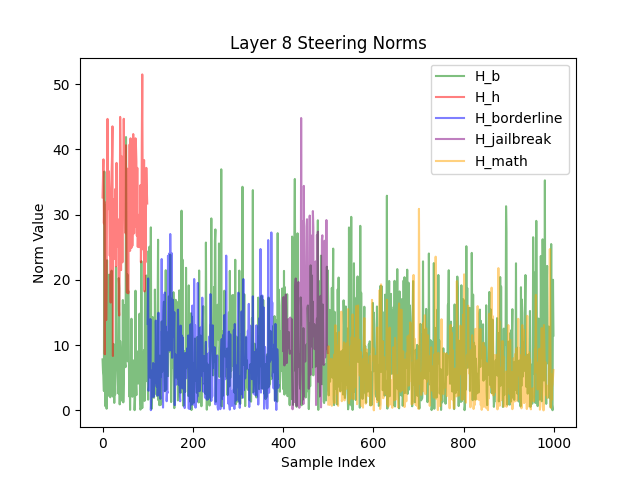 Layer 8 Steering Norms
Norm Value
50
40
30
20
10
0
H_b
H_h
H_borderline
H_jailbreak
H_math
0 200 400 600 800 1000
Sample Index